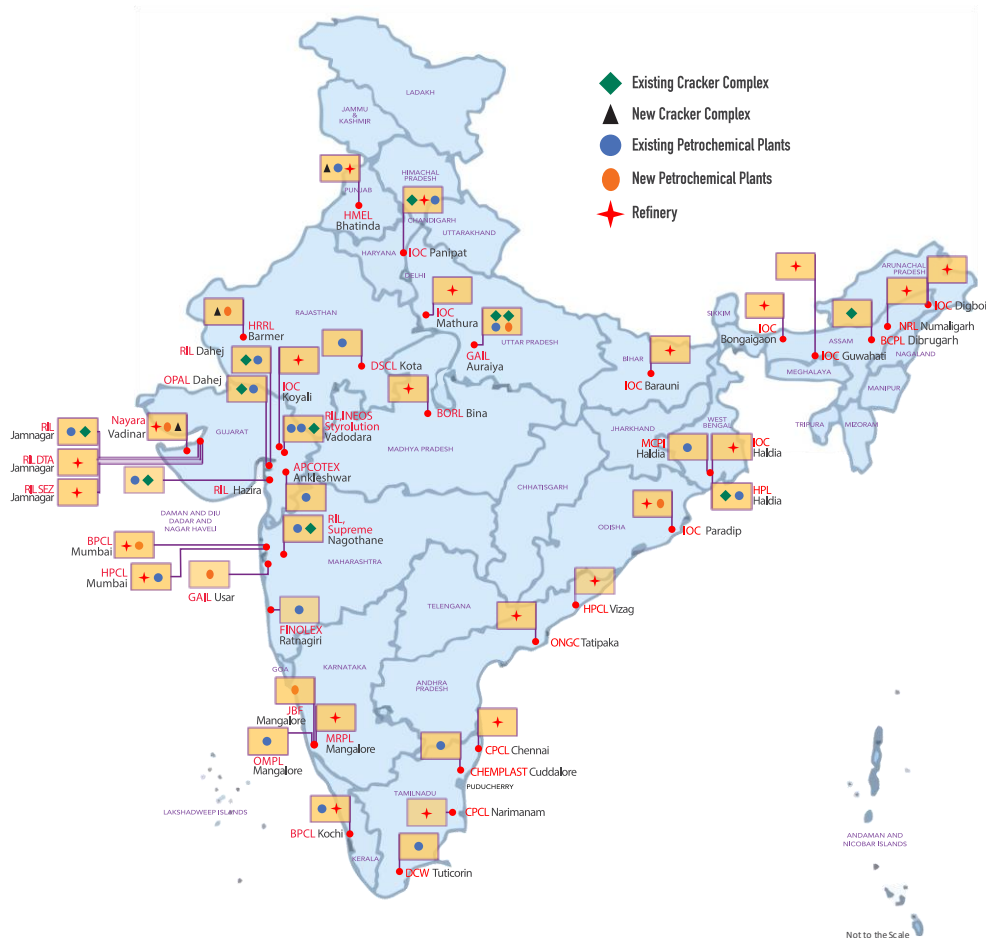 LADAKH
JAMMU
&
KASHMIR
Existing Cracker Complex
New Cracker Complex
Existing Petrochemical Plants
New Petrochemical Plants
Refinery
HIMACHAL
PRADESH
PUNJAB
HMEL
Bhatinda
CHANDIGARH
UTTARAKHAND
HARYANA
IOC Panipat
DELHI
ARUNACHAL
PRADESH
IOC Digboi
SIKKIM
NRL Numaligarh
ASSAM
BCPL Dibrugarh
NAGALAND
IOC
Bongaigaon
IOC Guwahati
MEGHALAYA
MANIPUR
TRIPURA
MIZORAM
RAJASTHAN
HRRL
Barmer
IOC
Mathura
UTTAR PRADESH
GAIL
Auraiya
BIHAR
IOC Barauni
RIL Dahej
OPAL Dahej
IOC
Koyali
DSCL Kota
BORL Bina
RIL,INEOS
Styrolution
Vadodara
Nayara
Vadinar
GUJARAT
RIL
Jamnagar
RIL DTA
Jamnagar
RIL SEZ
Jamnagar
RIL Hazira
APCOTEX
Ankleshwar
MADHYA PRADESH
JHARKHAND
WEST
BENGAL
MCPI
Haldia
IOC
Haldia
HPL
Haldia
CHHATISGARH
ODISHA
IOC Paradip
DAMAN AND DIU
DADAR AND
NAGAR HAVELI
RIL,
Supreme
Nagothane
BPCL
Mumbai
HPCL
Mumbai
GAIL Usar
MAHARASHTRA
TELENGANA
HPCL Vizag
ONGC Tatipaka
FINOLEX
Ratnagiri
GOA
KARNATAKA
ANDHRA
PRADESH
JBF
Mangalore
MRPL
Mangalore
OMPL
Mangalore
CPCL Chennai
CHEMPLAST Cuddalore
PUDUCHERRY
TAMILNADU
CPCL Narimanam
LAKSHADWEEP ISLANDS
BPCL Kochi
KERALA
DCW Tuticorin
ANDAMAN AND
NICOBAR ISLANDS
Not to the Scale